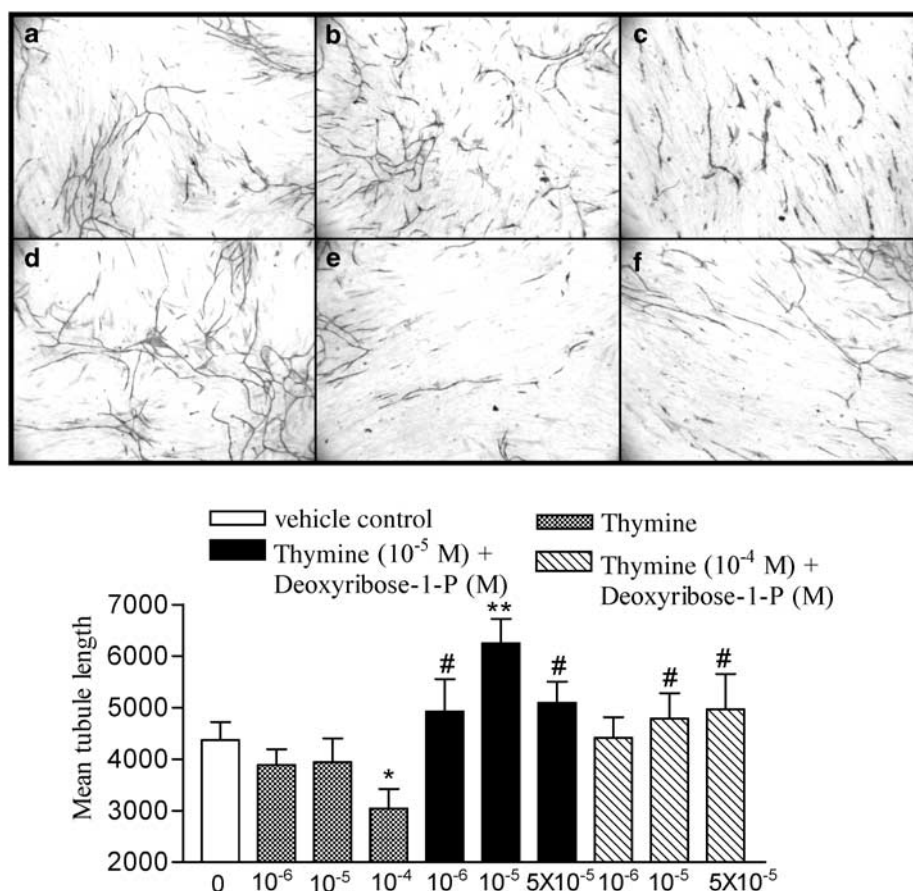 a
b
c
d
e
f
vehicle control
Thymine (10⁻⁵ M) +
Deoxyribose-1-P (M)
Thymine
Thymine (10⁻⁴ M) +
Deoxyribose-1-P (M)
Mean tubule length
7000
6000
5000
4000
3000
2000
*
#
**
#
#
#
0 10⁻⁶ 10⁻⁵ 10⁻⁴ 10⁻⁶ 10⁻⁵ 5X10⁻⁵ 10⁻⁶ 10⁻⁵ 5X10⁻⁵